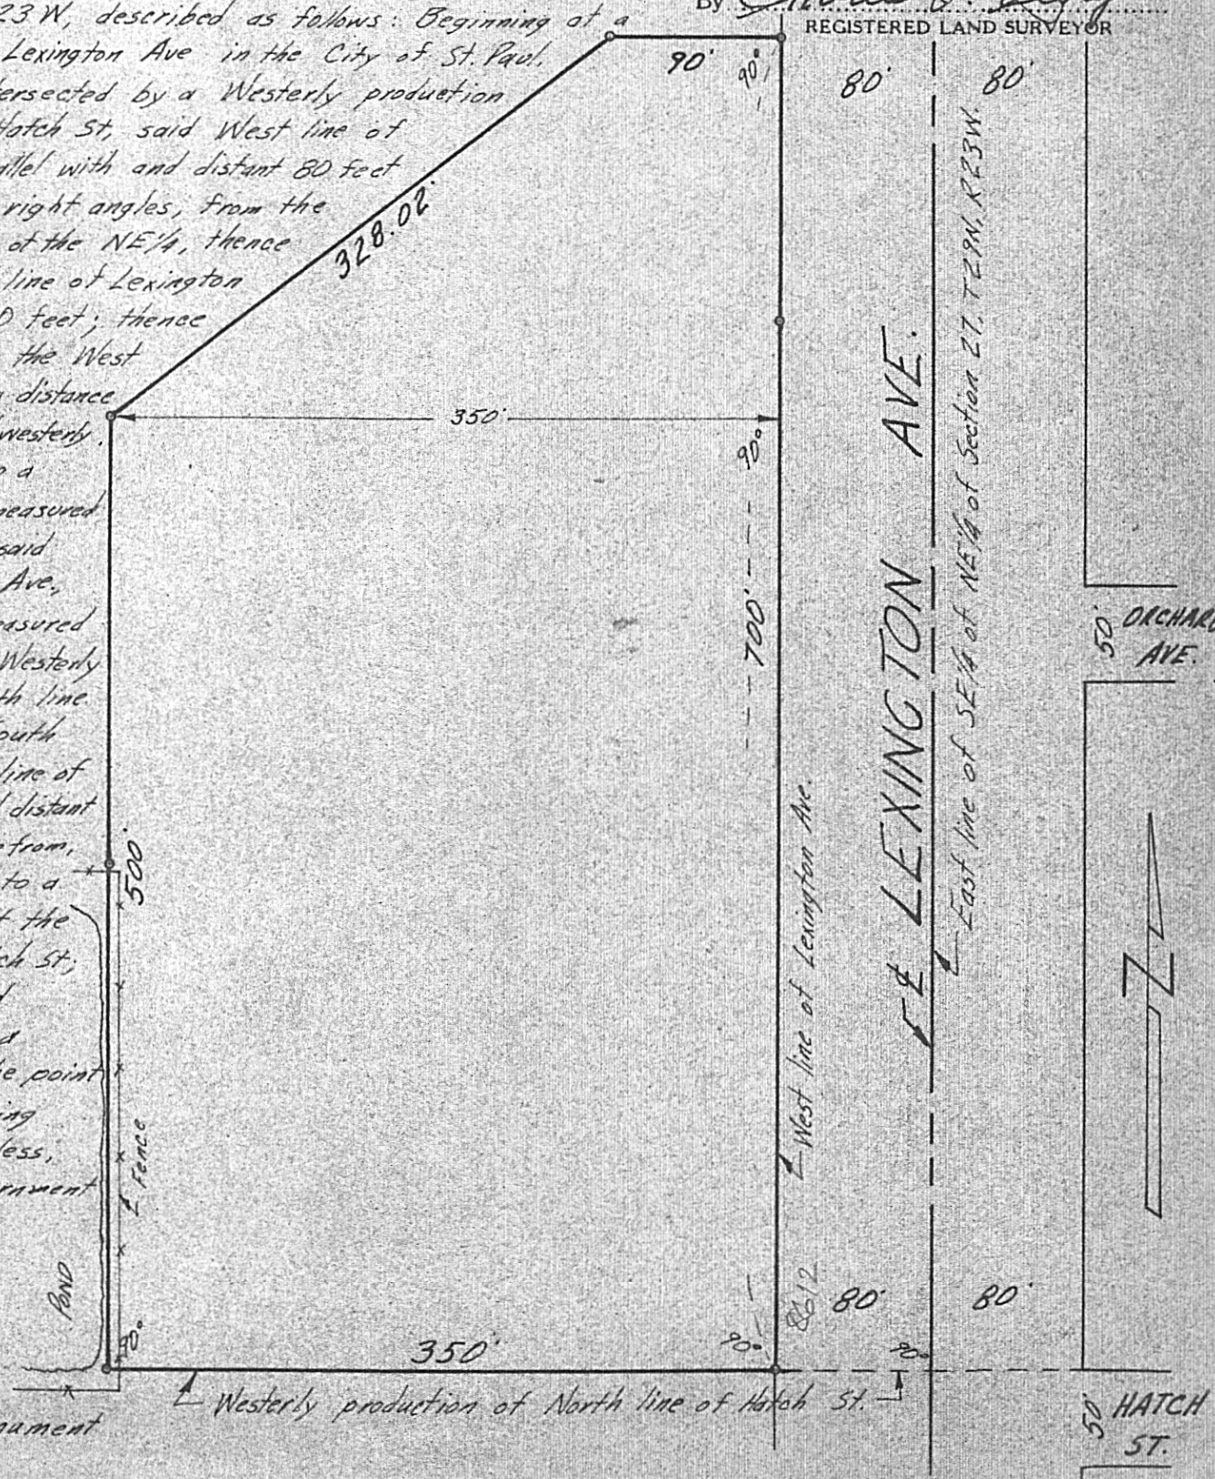 23 W, described as follows: Beginning at a
Lexington Ave in the City of St. Paul.
ersected by a Westerly production
Hatch St, said West line of
allel with and distant 80 feet
right angles, from the
of the NE¼, thence
line of Lexington
0 feet; thence
the West
distance
westerly.
a
measured
said
Ave.,
easured
Westerly
th line
outh
line of
distant
from,
to a
t the
ch St;
d
d
e point
ing
less,
rnment
nament
By
REGISTERED LAND SURVEYOR
90'
90°
80'
80'
328.02'
350'
90°
700'
500'
West line of Lexington Ave.
℄ LEXINGTON AVE.
East line of SE¼ of NE¼ of Section 27, T29N, R23W.
50'
ORCHARD
AVE.
N
Fence
POND
90°
350'
90°
8612
80'
90°
80'
Westerly production of North line of Hatch St.
50'
HATCH
ST.